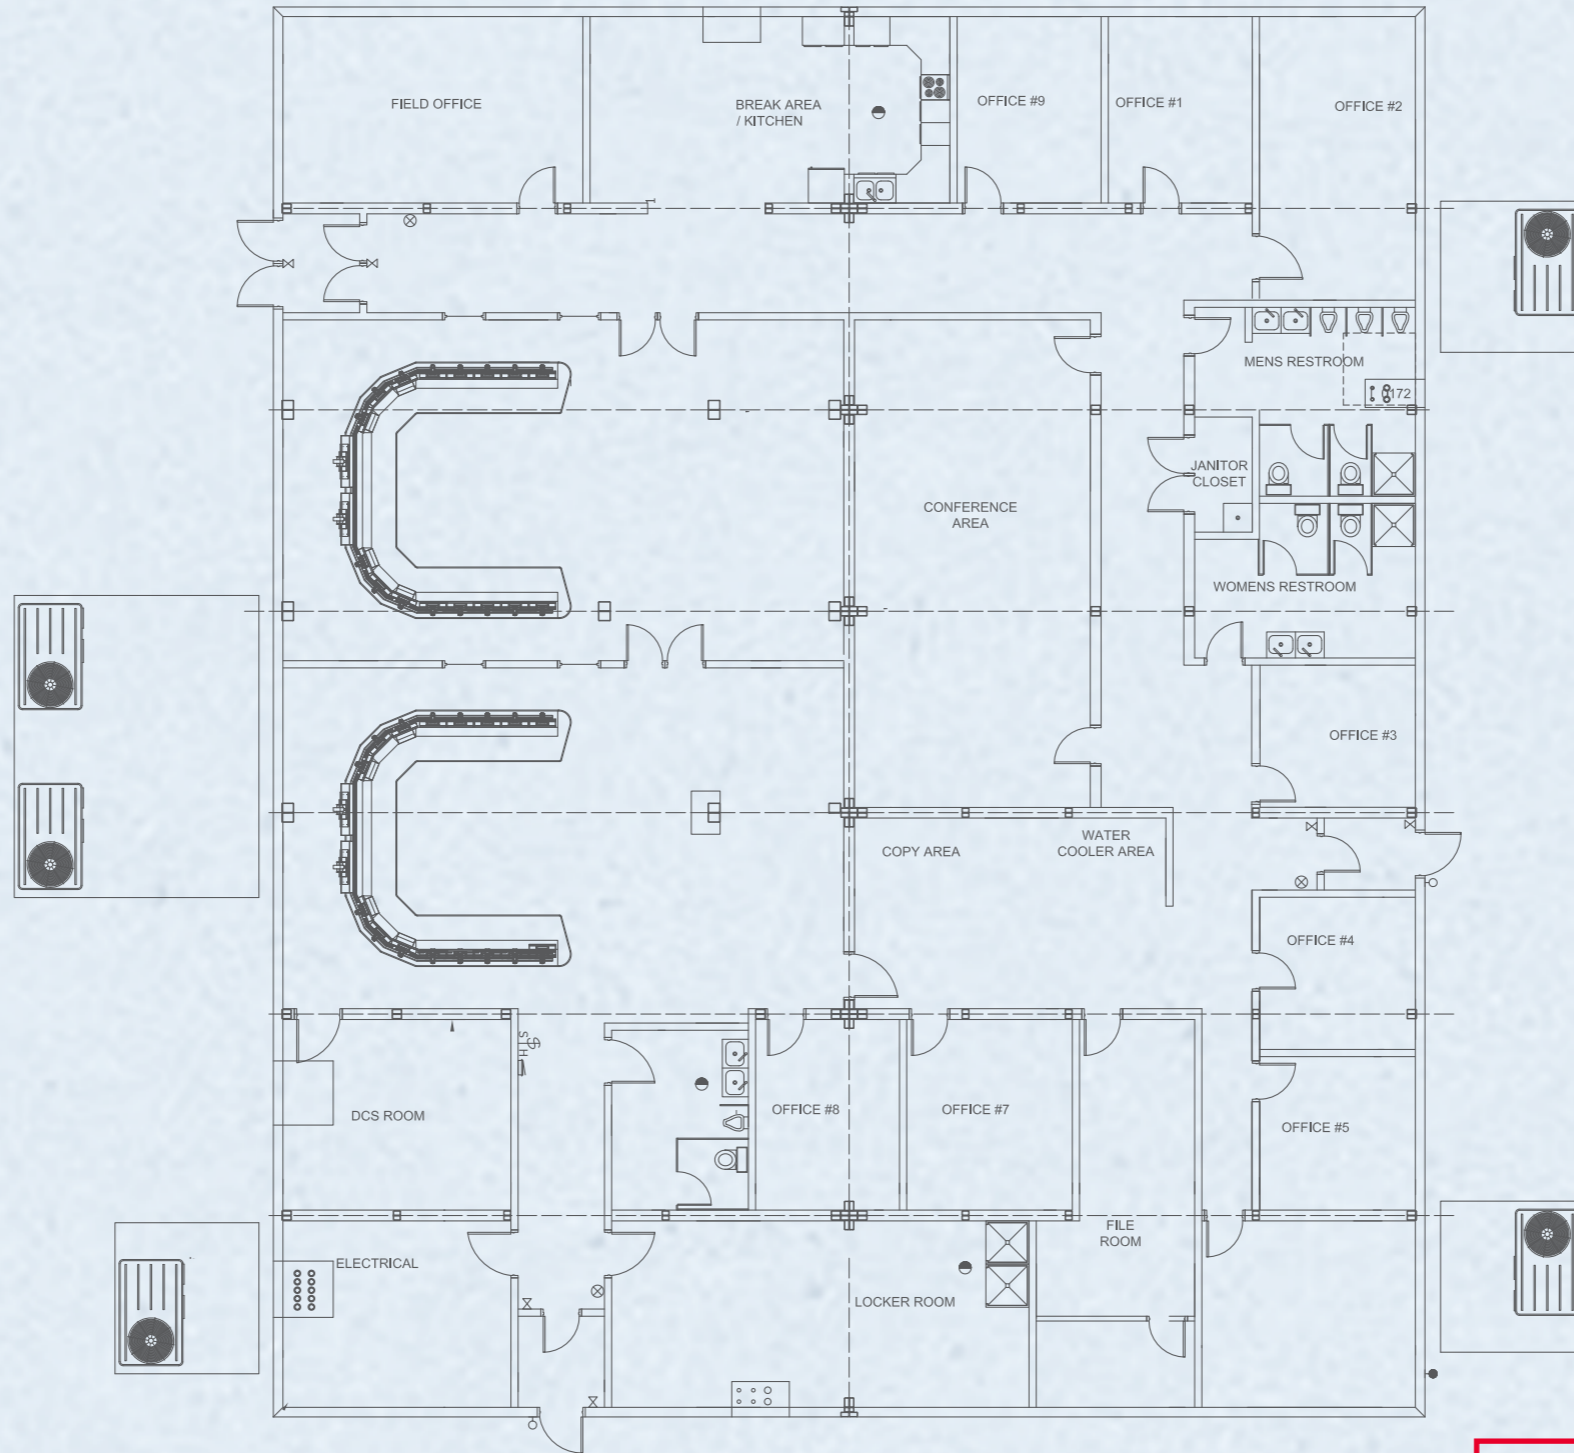 FIELD OFFICE
BREAK AREA
/ KITCHEN
OFFICE #9
OFFICE #1
OFFICE #2
MENS RESTROOM
172
JANITOR
CLOSET
CONFERENCE
AREA
WOMENS RESTROOM
OFFICE #3
WATER
COOLER AREA
COPY AREA
OFFICE #4
DCS ROOM
OFFICE #8
OFFICE #7
OFFICE #5
FILE
ROOM
ELECTRICAL
LOCKER ROOM